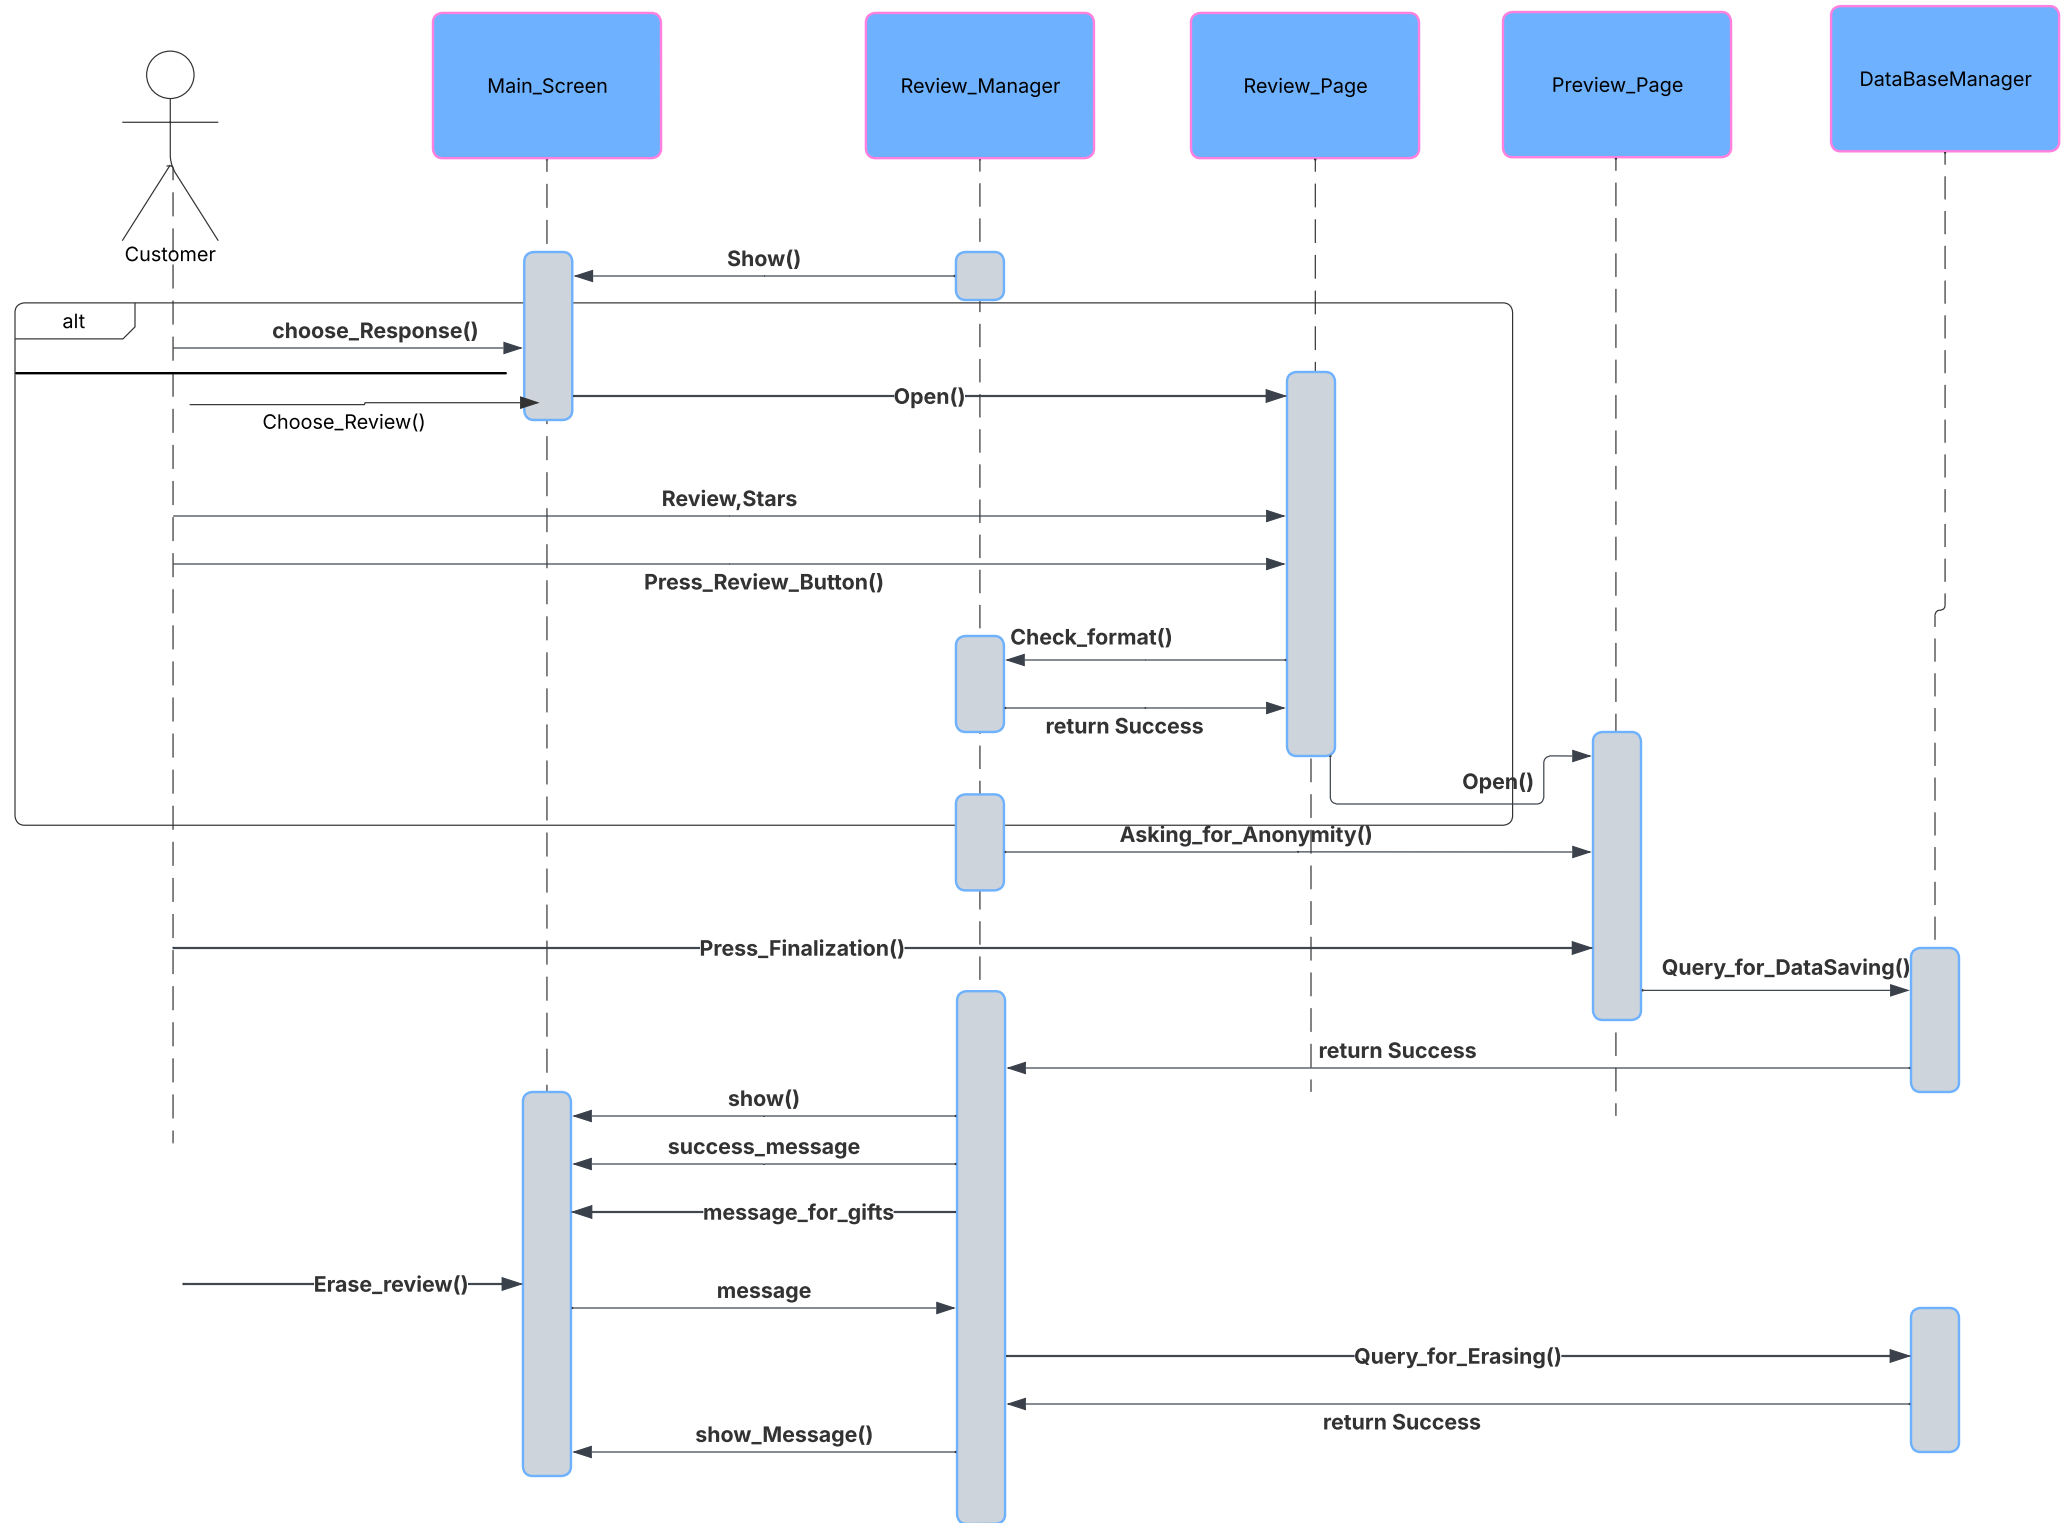 Main_Screen
Review_Manager
Review_Page
Preview_Page
DataBaseManager
Customer
Show()
alt
choose_Response()
Open()
Choose_Review()
Review,Stars
Press_Review_Button()
Check_format()
return Success
Open()
Asking_for_Anonymity()
Press_Finalization()
Query_for_DataSaving()
return Success
show()
success_message
message_for_gifts
Erase_review()
message
Query_for_Erasing()
return Success
show_Message()